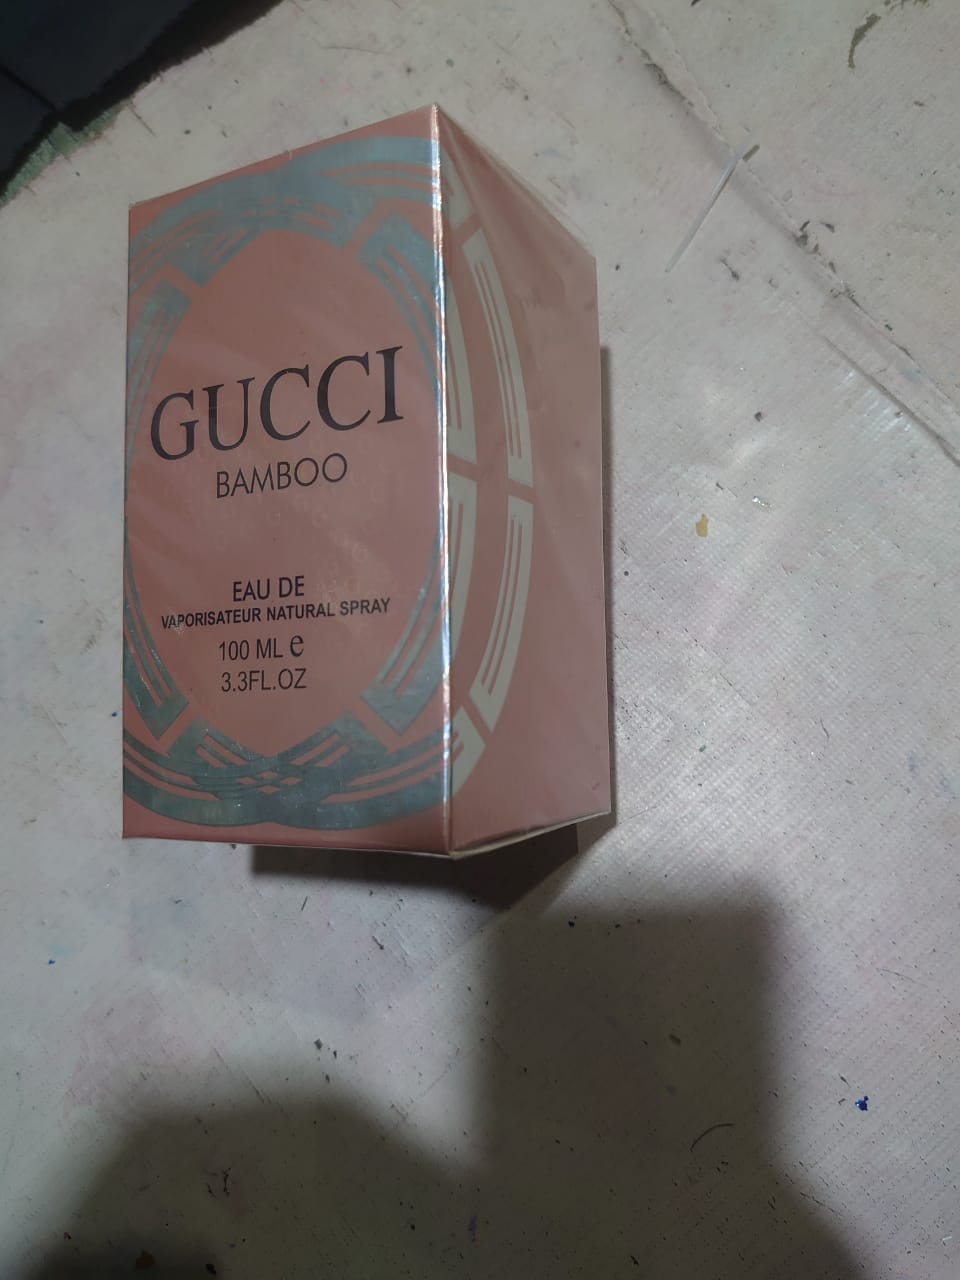 GUCCI
BAMBOO
EAU DE
VAPORISATEUR NATURAL SPRAY
100 ML e
3.3FL.OZ